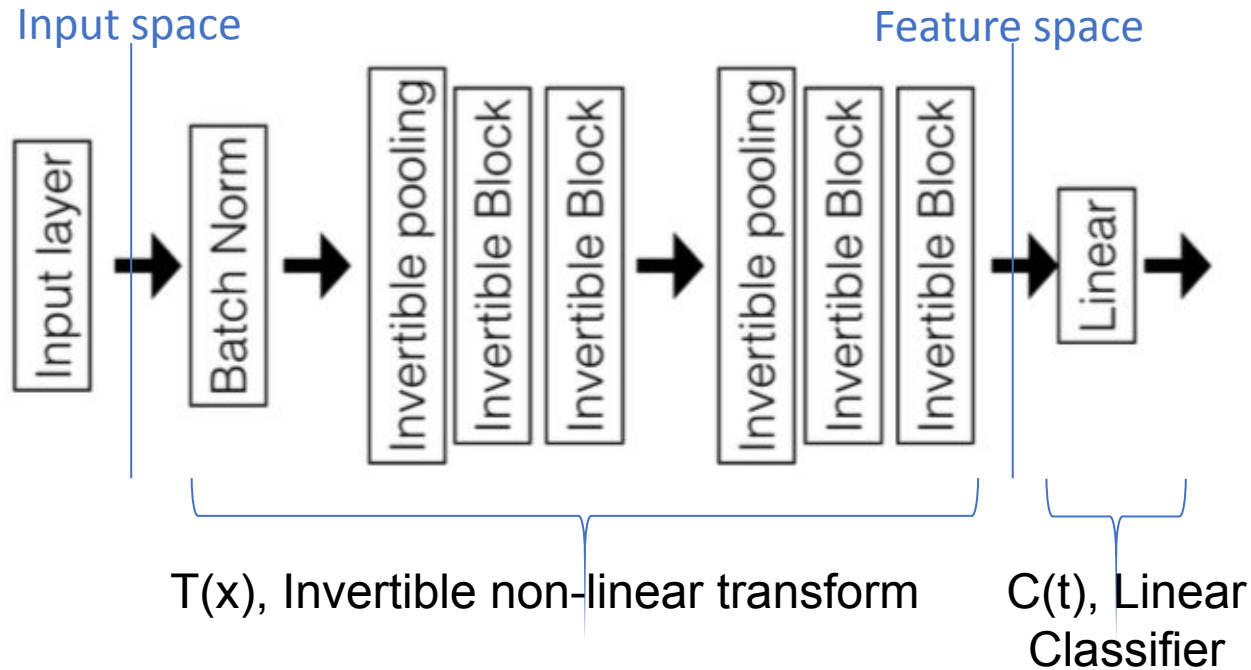 Input space
Feature space
Input layer
Batch Norm
Invertible pooling
Invertible Block
Invertible Block
Invertible pooling
Invertible Block
Invertible Block
Linear
T(x), Invertible non-linear transform
C(t), Linear
Classifier